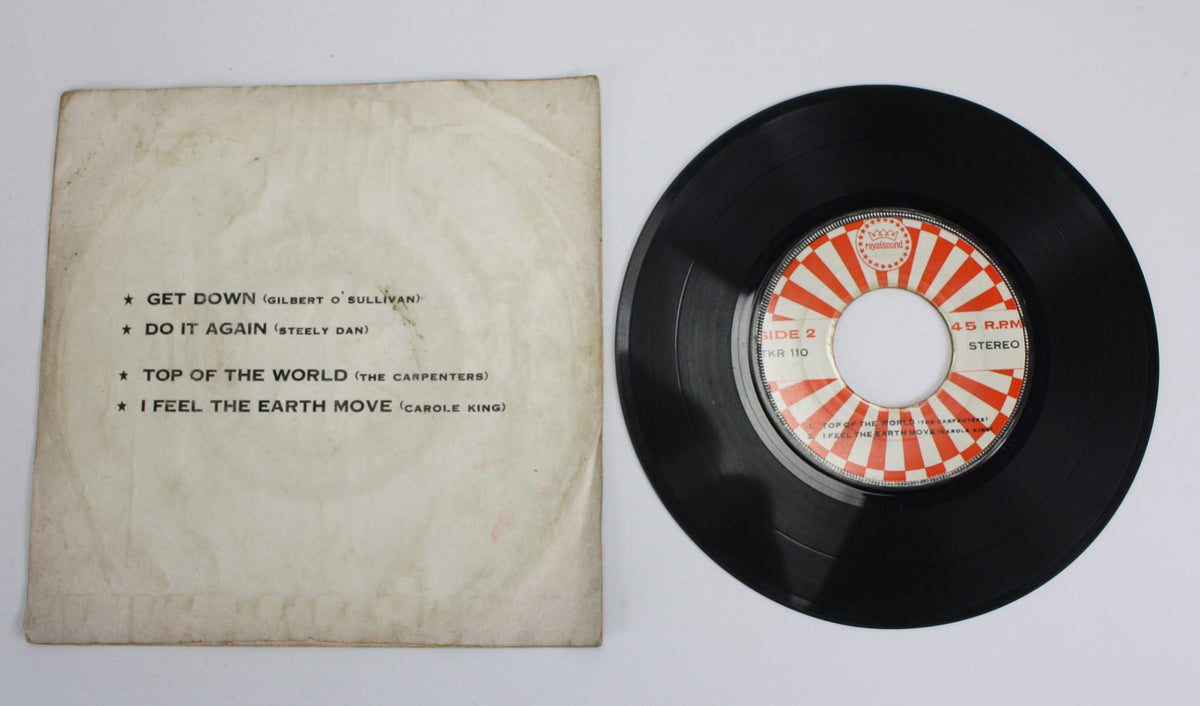 ★ GET DOWN (GILBERT O'SULLIVAN)
★ DO IT AGAIN (STEELY DAN)
★ TOP OF THE WORLD (THE CARPENTERS)
★ I FEEL THE EARTH MOVE (CAROLE KING)
royalsound
SIDE 2
45 R.P.M
TKR 110
STEREO
1. TOP OF THE WORLD (THE CARPENTERS)
2. I FEEL THE EARTH MOVE (CAROLE KING)